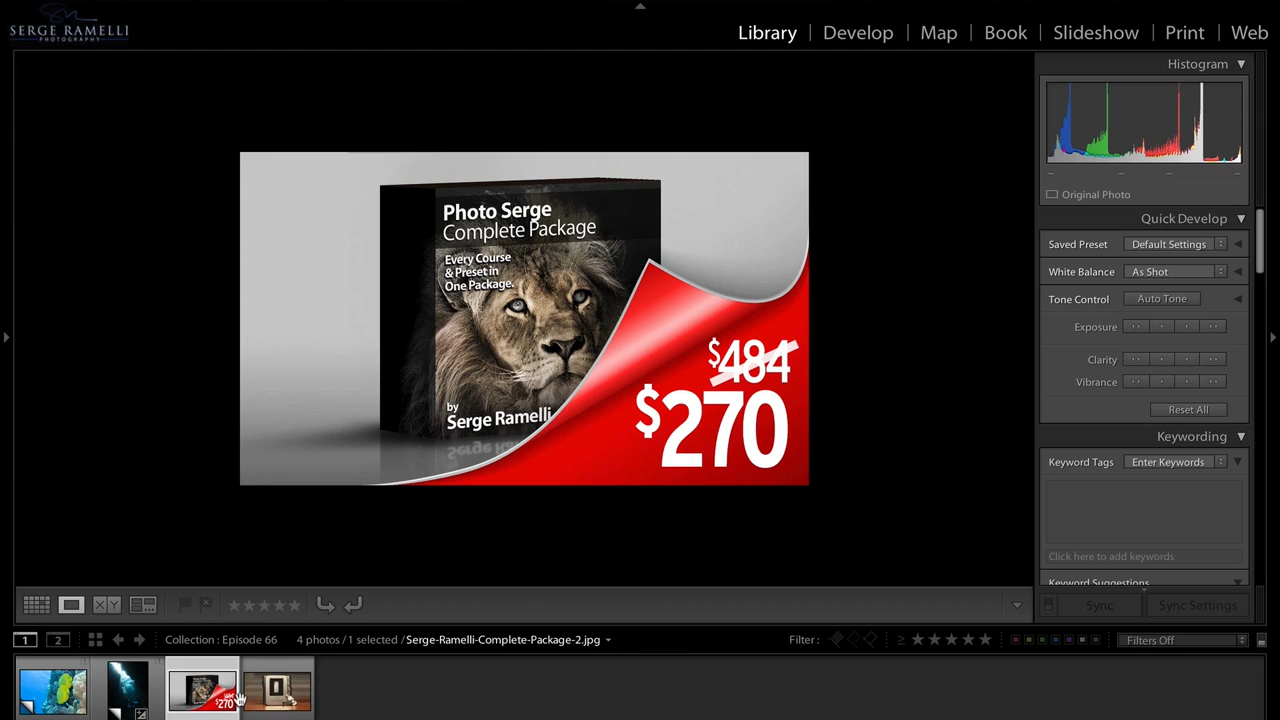 SERGE RAMELLI
PHOTOGRAPHY
Library | Develop | Map | Book | Slideshow | Print | Web
Histogram
Original Photo
Quick Develop
Saved Preset Default Settings
White Balance As Shot
Tone Control Auto Tone
Exposure
Clarity
Vibrance
Reset All
Keywording
Keyword Tags Enter Keywords
Click here to add keywords
Keyword Suggestions
Sync Sync Settings
Photo Serge
Complete Package
Every Course
& Preset in
One Package.
by
Serge Ramelli
Serge Ramelli
$484
$270
X Y
1 2 Collection : Episode 66 4 photos / 1 selected / Serge-Ramelli-Complete-Package-2.jpg Filter : ≥ Filters Off
$270